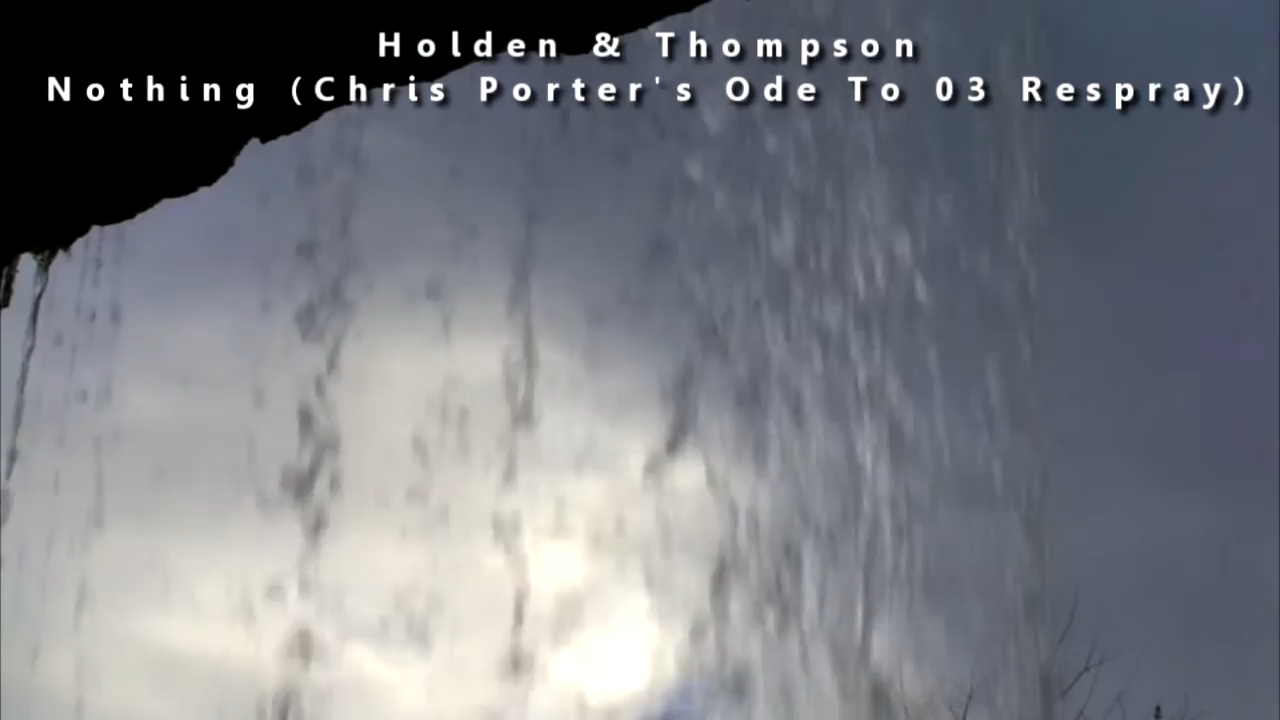 Holden & Thompson
Nothing (Chris Porter's Ode To 03 Respray)